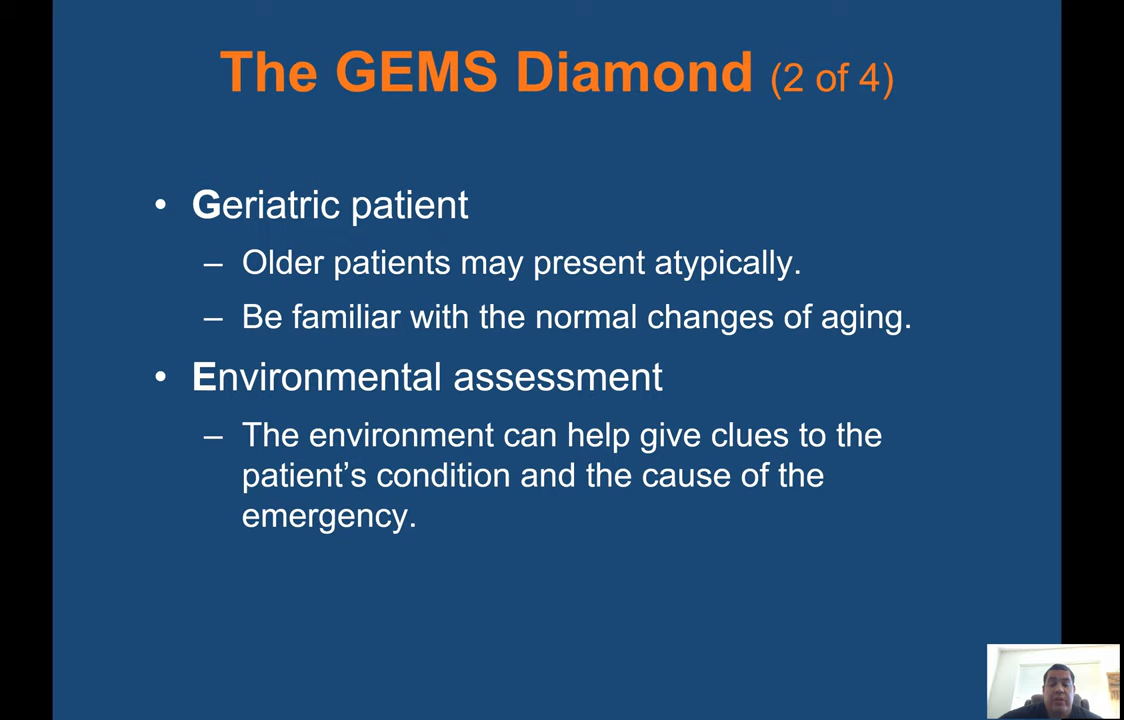 The GEMS Diamond (2 of 4)
• Geriatric patient
– Older patients may present atypically.
– Be familiar with the normal changes of aging.
• Environmental assessment
– The environment can help give clues to the
patient’s condition and the cause of the
emergency.